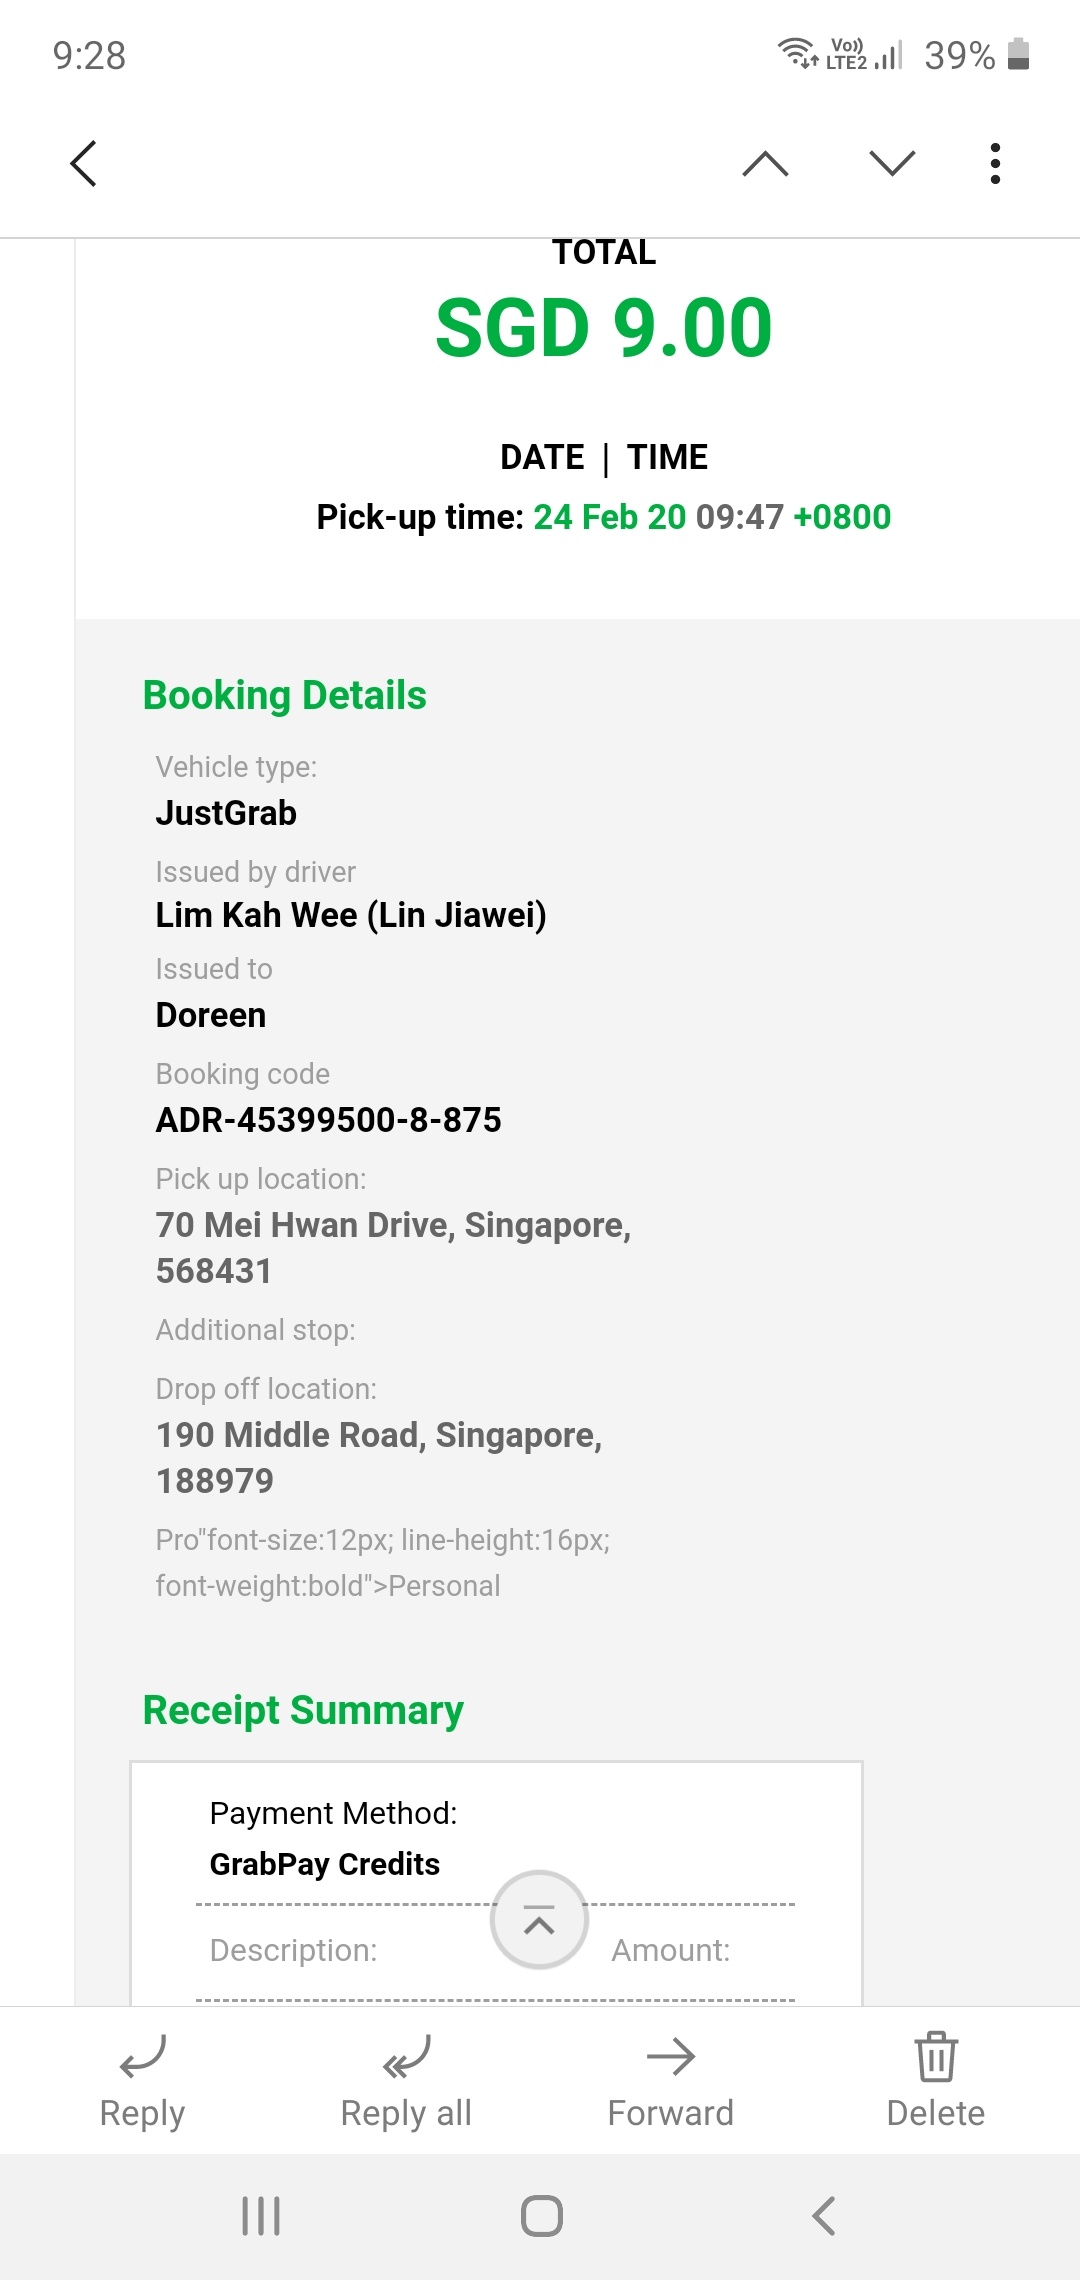 9:28
Vo)) LTE2 39%
TOTAL
SGD 9.00
DATE | TIME
Pick-up time: 24 Feb 20 09:47 +0800
Booking Details
Vehicle type:
JustGrab
Issued by driver
Lim Kah Wee (Lin Jiawei)
Issued to
Doreen
Booking code
ADR-45399500-8-875
Pick up location:
70 Mei Hwan Drive, Singapore,
568431
Additional stop:
Drop off location:
190 Middle Road, Singapore,
188979
Pro"font-size:12px; line-height:16px;
font-weight:bold">Personal
Receipt Summary
Payment Method:
GrabPay Credits
Description: Amount:
Reply Reply all Forward Delete